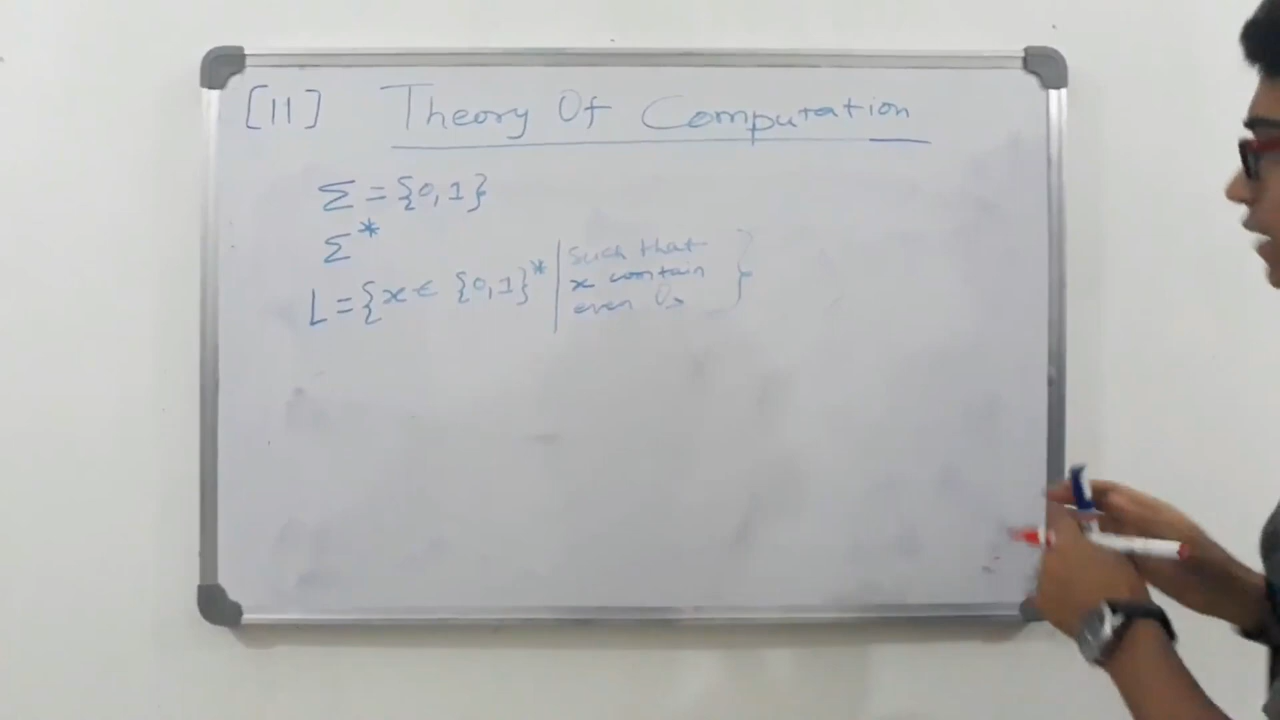 [11] Theory Of Computation
Σ = {0, 1}
Σ*
L = {x ∈ {0, 1}* | such that
x contain
even 0s }